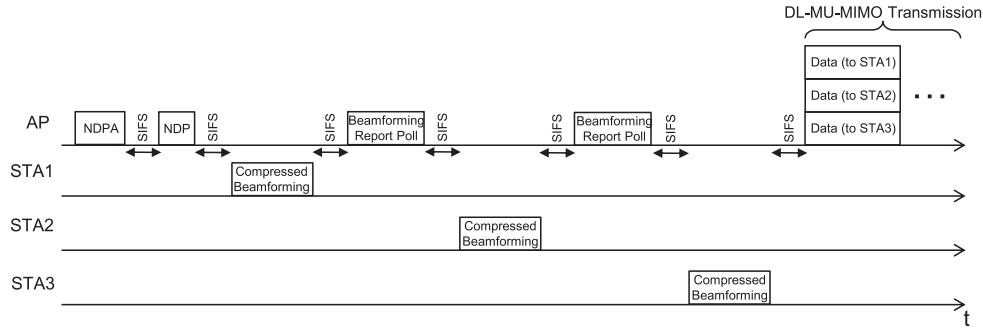 DL-MU-MIMO Transmission
Data (to STA1)
Data (to STA2)
Data (to STA3)
...
AP
NDPA
SIFS
NDP
SIFS
SIFS
Beamforming
Report Poll
SIFS
SIFS
Beamforming
Report Poll
SIFS
SIFS
STA1
Compressed
Beamforming
STA2
Compressed
Beamforming
STA3
Compressed
Beamforming
t